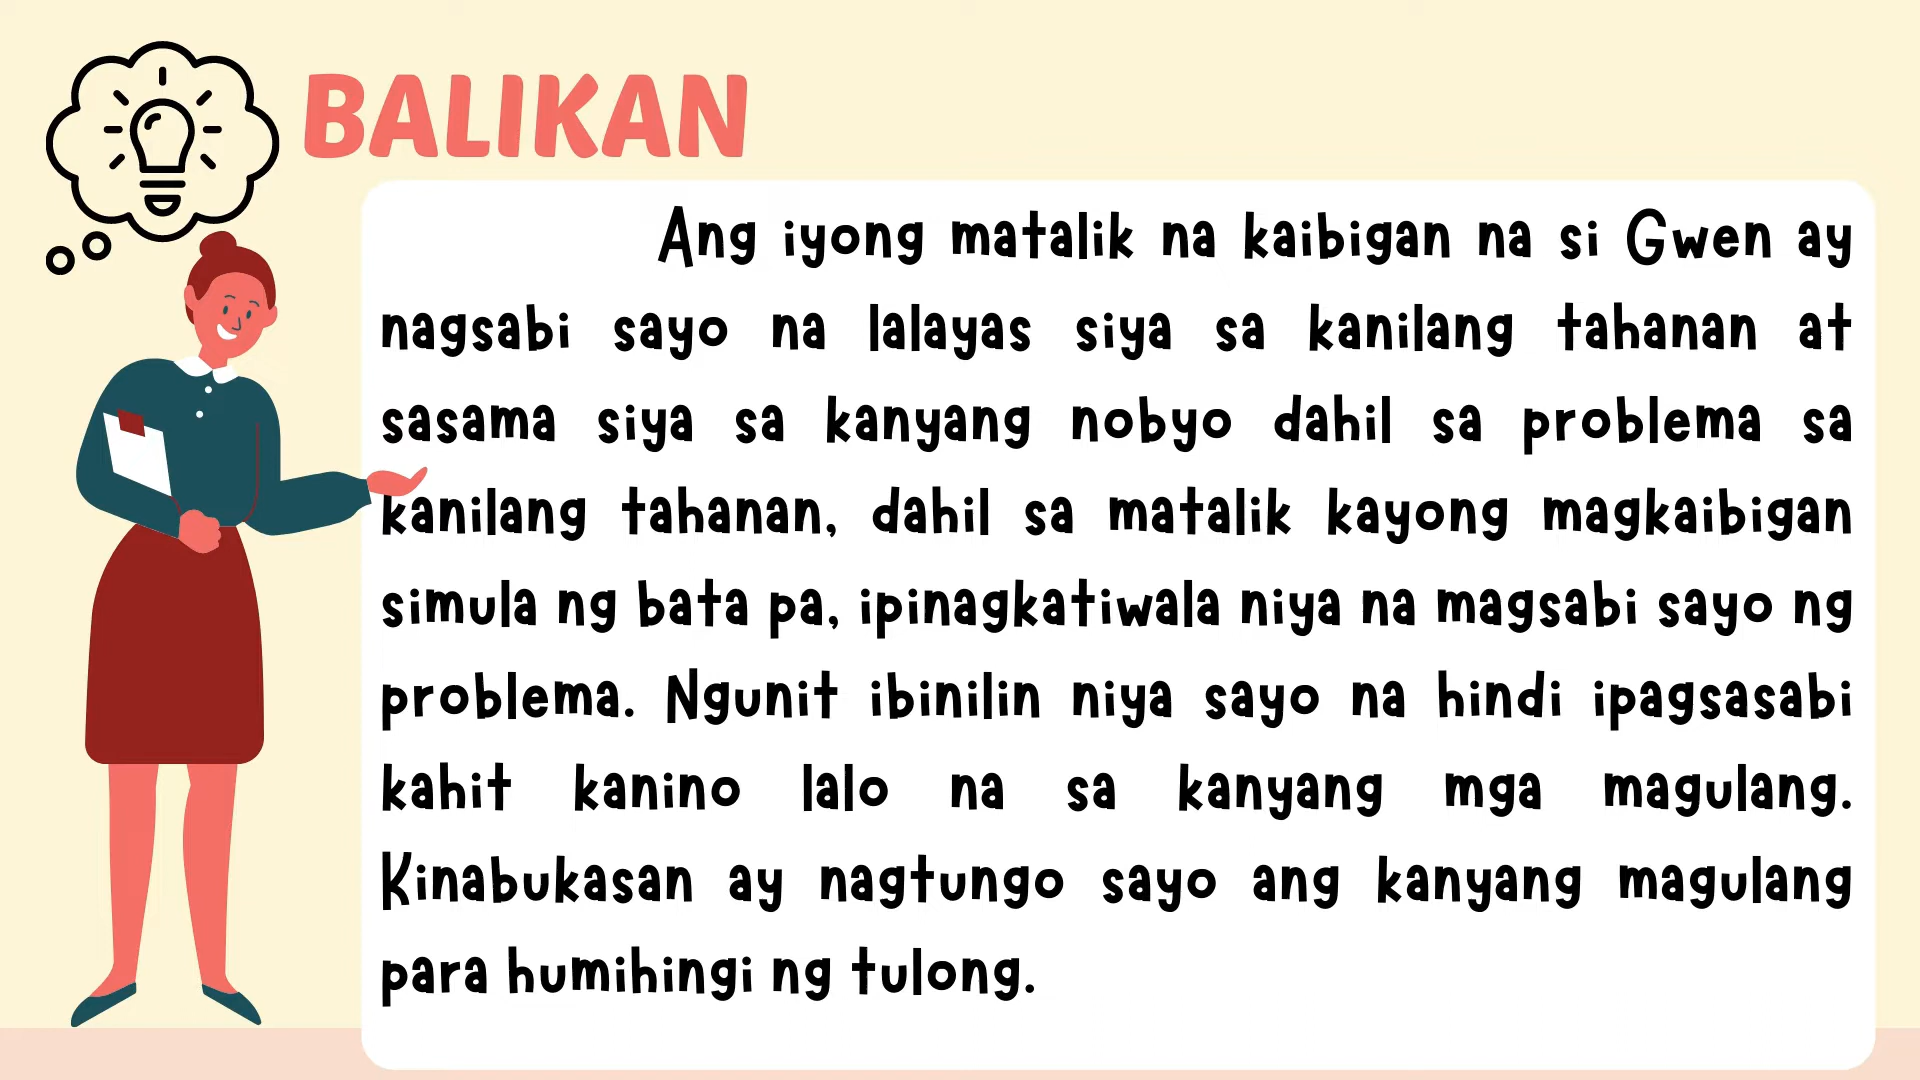 BALIKAN
Ang iyong matalik na kaibigan na si Gwen ay
nagsabi sayo na lalayas siya sa kanilang tahanan at
sasama siya sa kanyang nobyo dahil sa problema sa
kanilang tahanan, dahil sa matalik kayong magkaibigan
simula ng bata pa, ipinagkatiwala niya na magsabi sayo ng
problema. Ngunit ibinilin niya sayo na hindi ipagsasabi
kahit kanino lalo na sa kanyang mga magulang.
Kinabukasan ay nagtungo sayo ang kanyang magulang
para humihingi ng tulong.